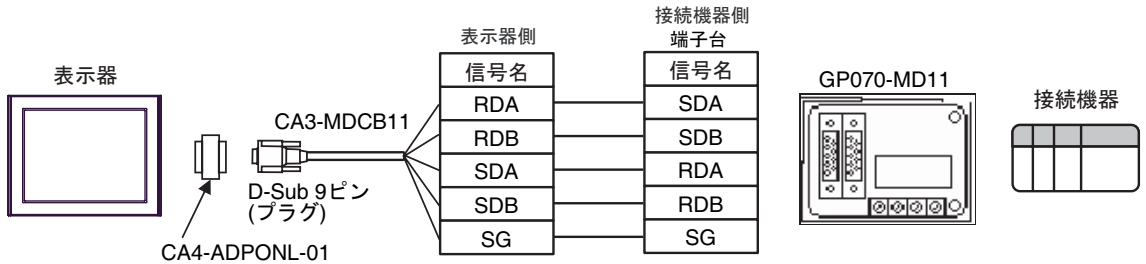 表示器
CA4-ADPONL-01
CA3-MDCB11
D-Sub 9ピン
(プラグ)
表示器側
信号名
RDA
RDB
SDA
SDB
SG
接続機器側
端子台
信号名
SDA
SDB
RDA
RDB
SG
GP070-MD11
接続機器